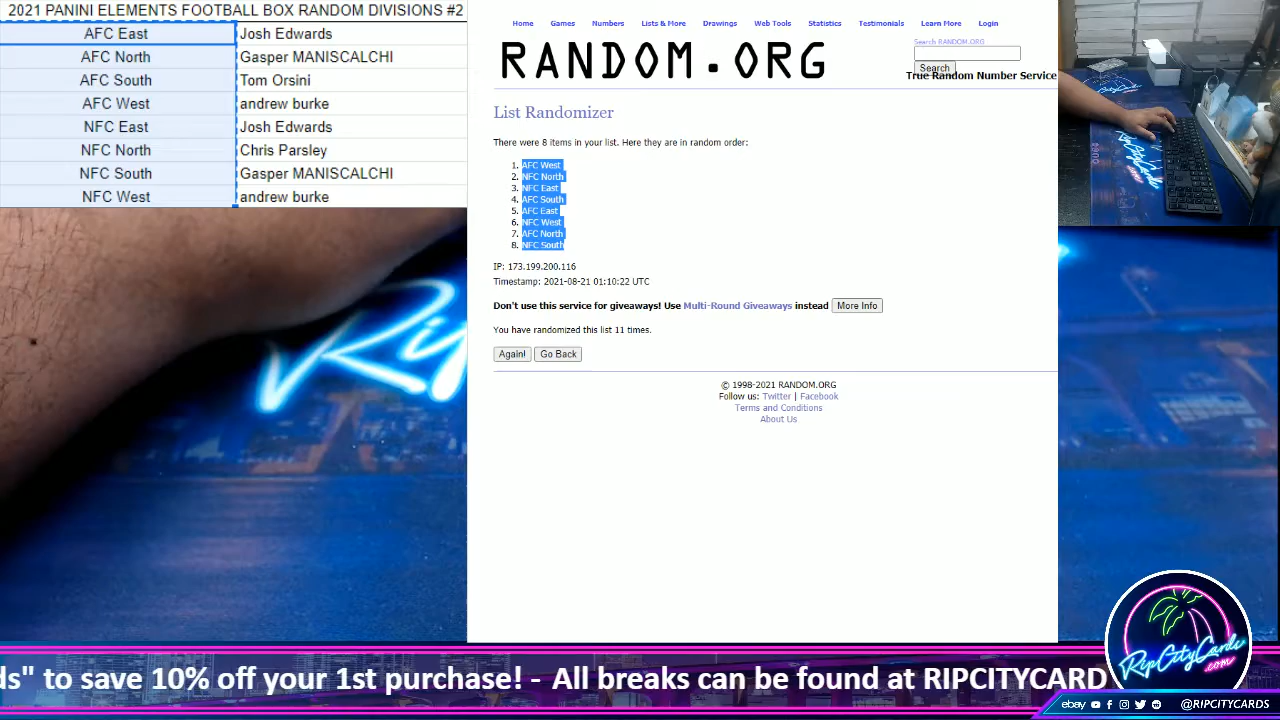 2021 PANINI ELEMENTS FOOTBALL BOX RANDOM DIVISIONS #2
AFC East Josh Edwards
AFC North Gasper MANISCALCHI
AFC South Tom Orsini
AFC West andrew burke
NFC East Josh Edwards
NFC North Chris Parsley
NFC South Gasper MANISCALCHI
NFC West andrew burke
Home Games Numbers Lists & More Drawings Web Tools Statistics Testimonials Learn More Login
RANDOM.ORG
Search RANDOM.ORG
Search
True Random Number Service
List Randomizer
There were 8 items in your list. Here they are in random order:
1. AFC West
2. NFC North
3. NFC East
4. AFC South
5. AFC East
6. NFC West
7. AFC North
8. NFC South
IP: 173.199.200.116
Timestamp: 2021-08-21 01:10:22 UTC
Don't use this service for giveaways! Use Multi-Round Giveaways instead More Info
You have randomized this list 11 times.
Again! Go Back
© 1998-2021 RANDOM.ORG
Follow us: Twitter | Facebook
Terms and Conditions
About Us
ds" to save 10% off your 1st purchase! - All breaks can be found at RIPCITYCARD
RipCityCards
.com
ebay @RIPCITYCARDS